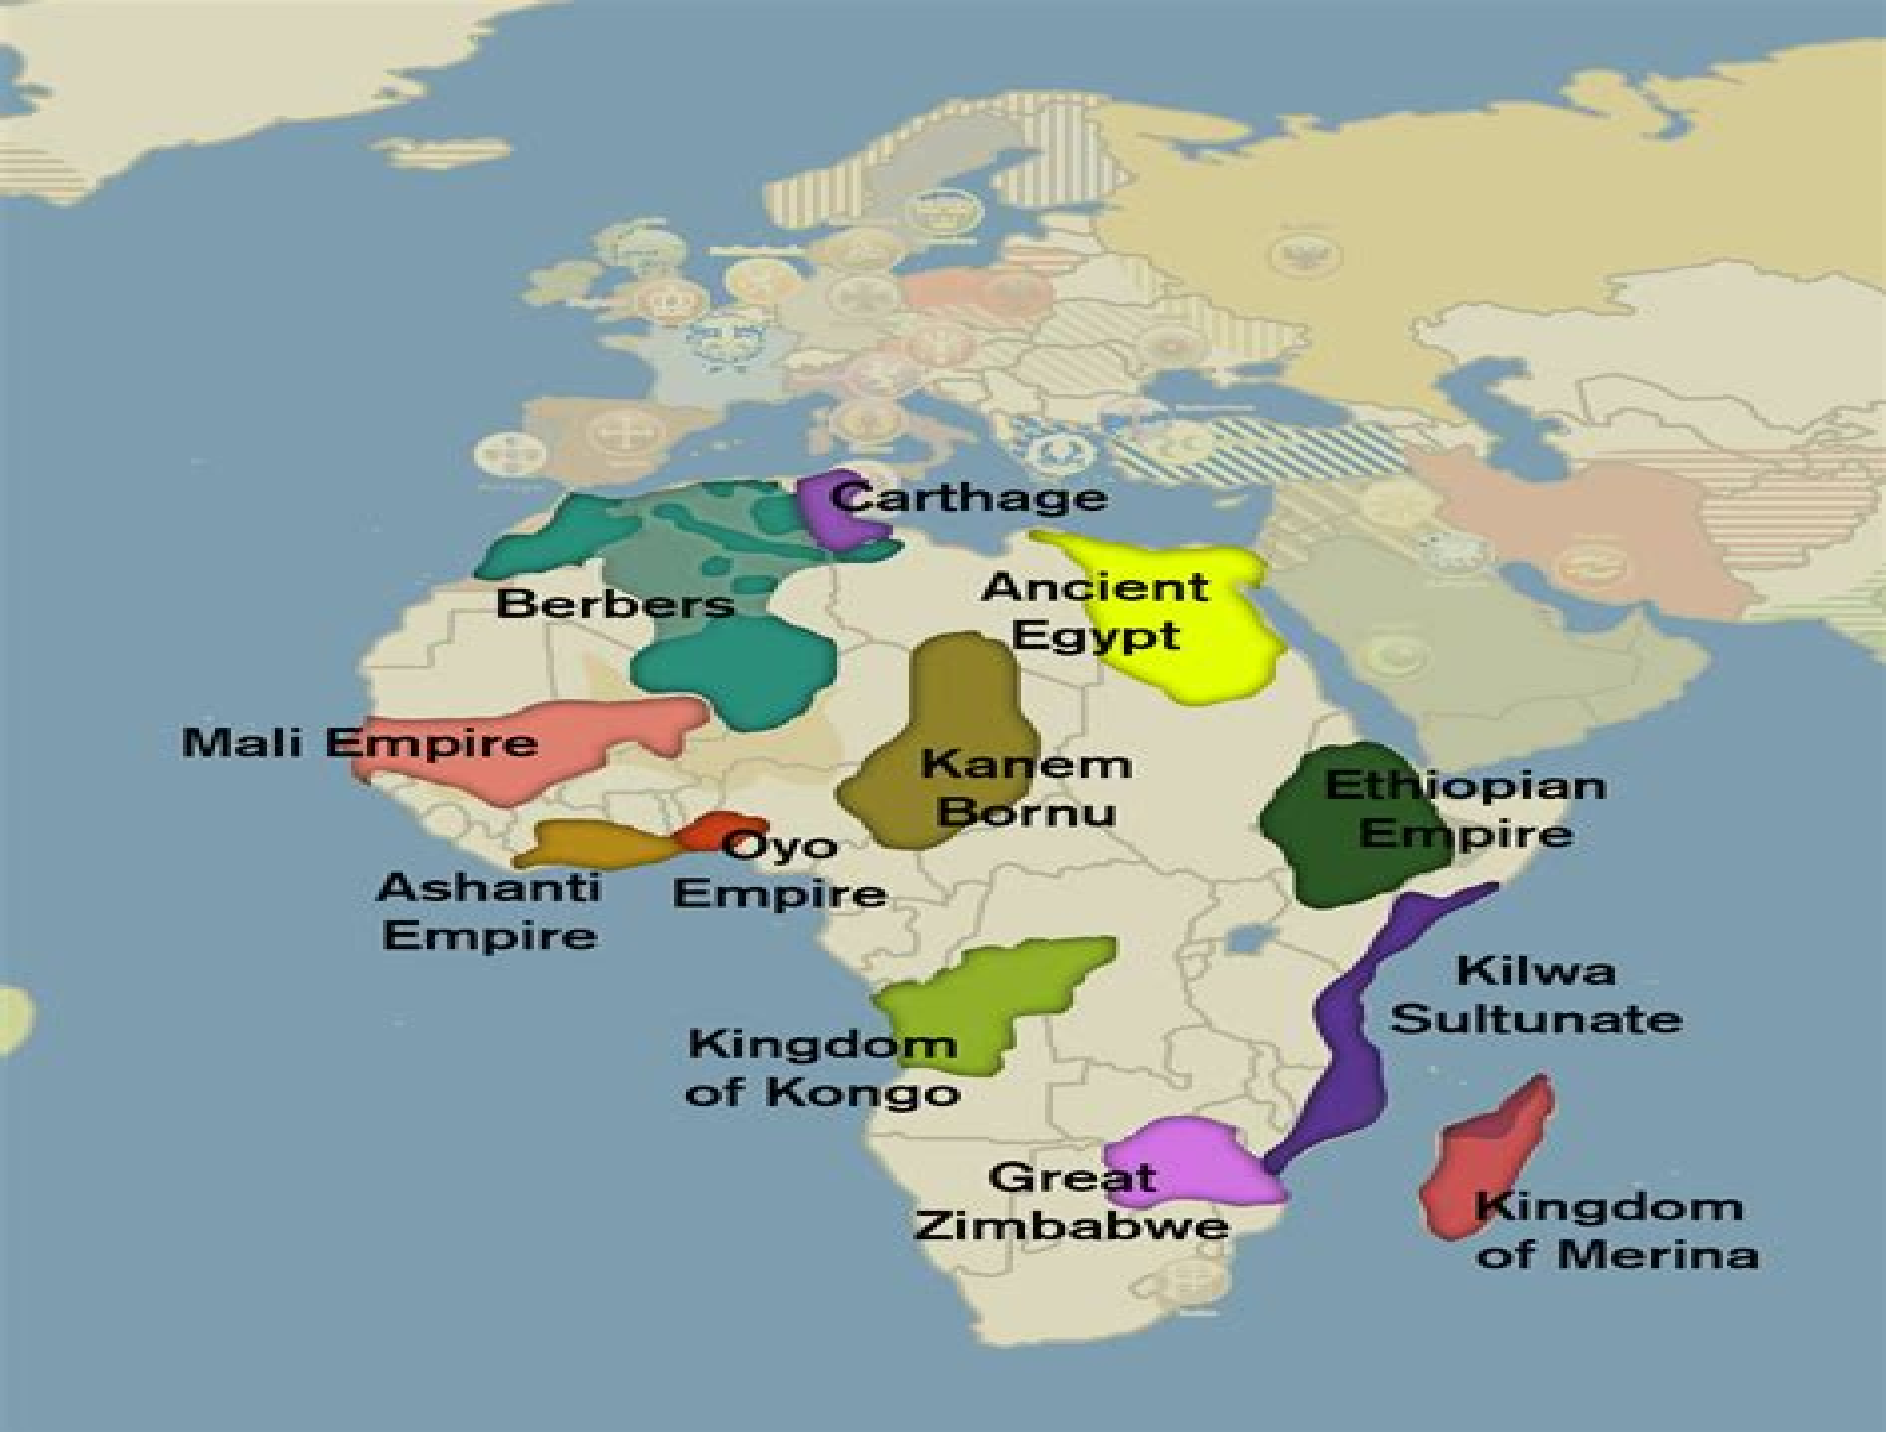 Carthage
Ancient
Egypt
Berbers
Mali Empire
Kanem
Bornu
Ethiopian
Empire
Oyo
Empire
Ashanti
Empire
Kilwa
Sultunate
Kingdom
of Kongo
Great
Zimbabwe
Kingdom
of Merina